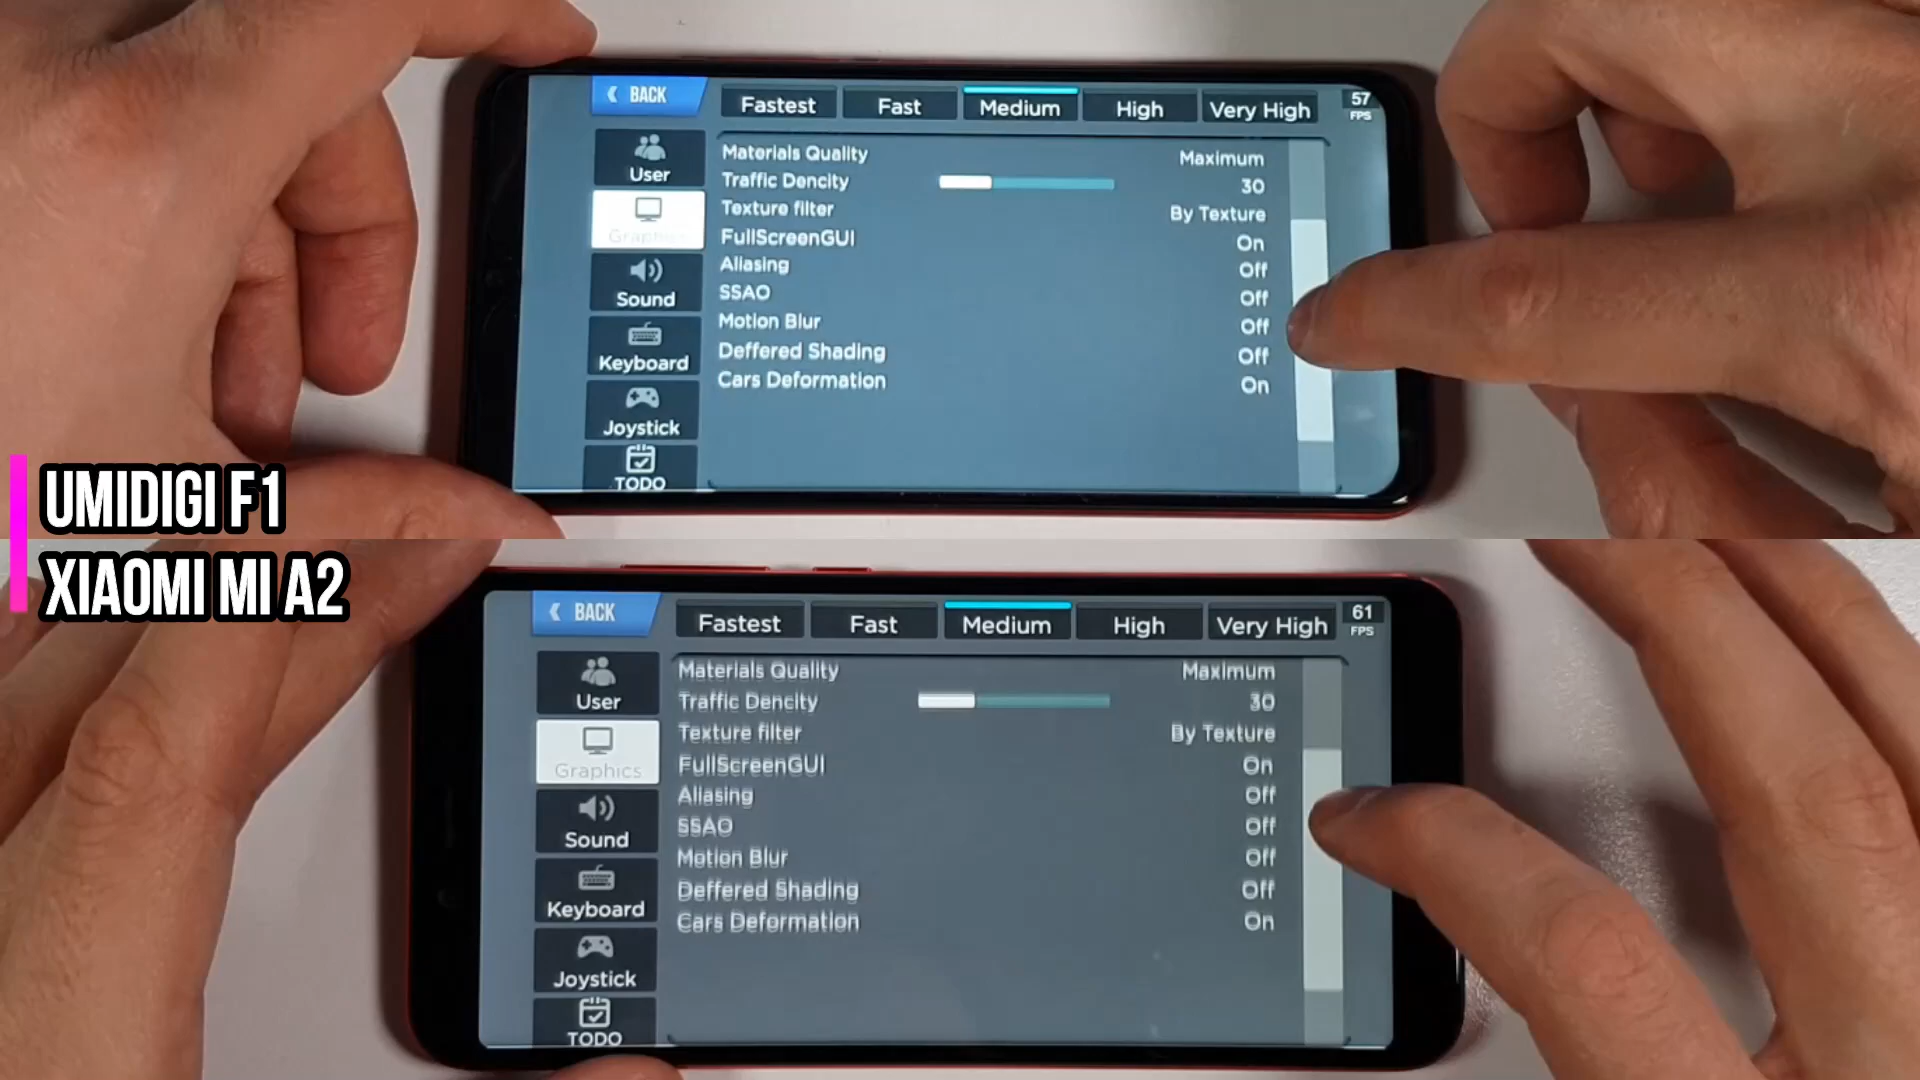 BACK
Fastest Fast Medium High Very High
57
FPS
User
Graphics
Sound
Keyboard
Joystick
TODO
Materials Quality Maximum
Traffic Dencity 30
Texture filter By Texture
FullScreenGUI On
Aliasing Off
SSAO Off
Motion Blur Off
Deffered Shading Off
Cars Deformation On
UMIDIGI F1
XIAOMI MI A2
BACK
Fastest Fast Medium High Very High
61
FPS
User
Graphics
Sound
Keyboard
Joystick
TODO
Materials Quality Maximum
Traffic Dencity 30
Texture filter By Texture
FullScreenGUI On
Aliasing Off
SSAO Off
Motion Blur Off
Deffered Shading Off
Cars Deformation On